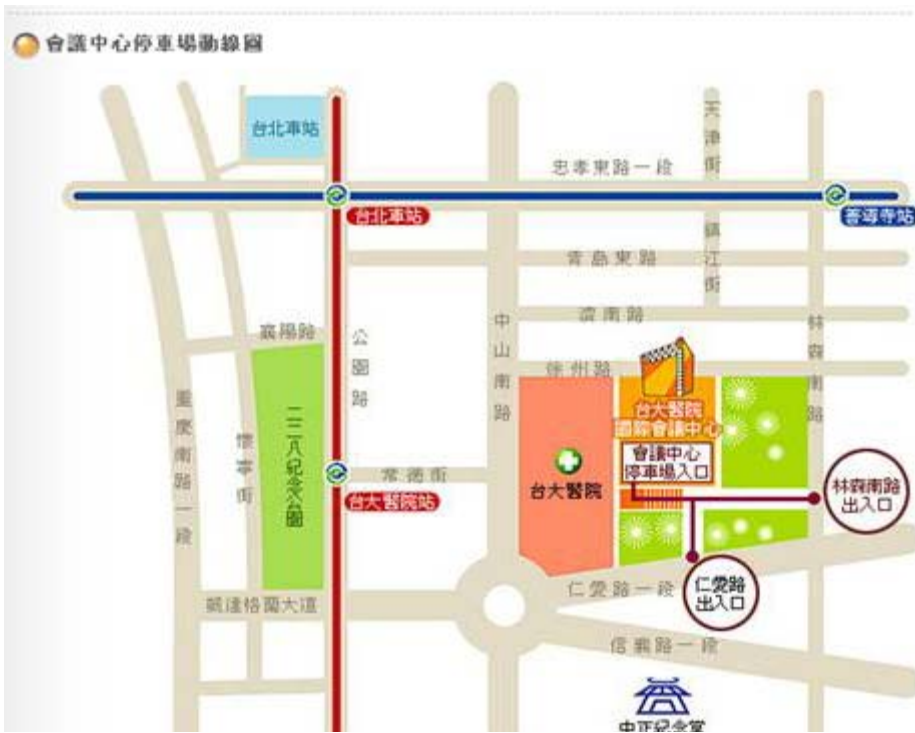 會議中心停車場動線圖
台北車站
天津街
忠孝東路一段
台北車站
善導寺站
青島東路
鎮江街
濟南路
襄陽路
公園路
中山南路
徐州路
林森南路
台大醫院
國際會議中心
重慶南路一段
懷寧街
二二八紀念公園
會議中心
停車場入口
常德街
台大醫院站
台大醫院
林森南路
出入口
仁愛路一段
仁愛路
出入口
凱達格蘭大道
信義路一段
中正紀念堂